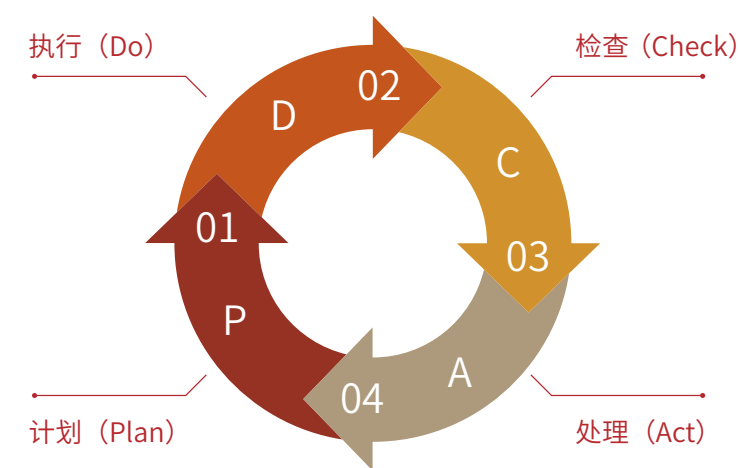 执行（Do）
检查（Check）
02
D
C
01
03
P
A
04
计划（Plan）
处理（Act）